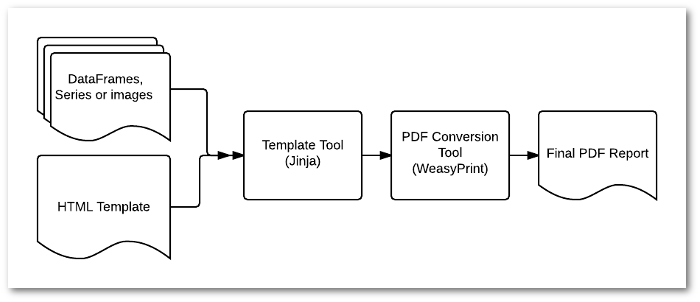 DataFrames,
Series or images
HTML Template
Template Tool
(Jinja)
PDF Conversion
Tool
(WeasyPrint)
Final PDF Report